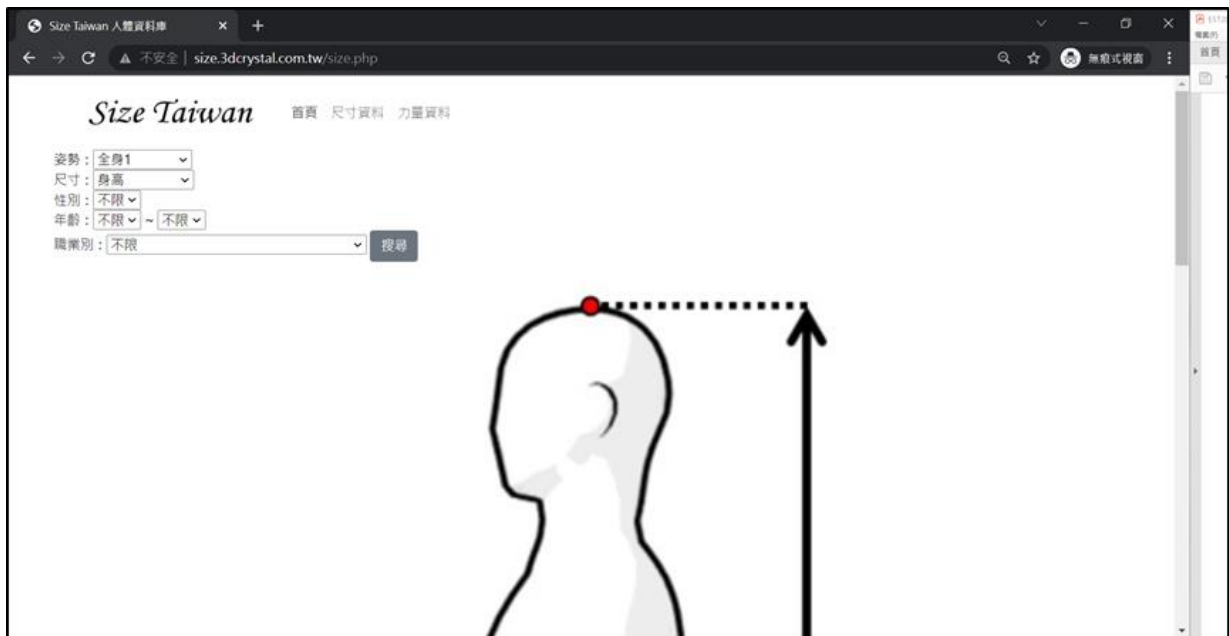 Size Taiwan 人體資料庫
不安全 | size.3dcrystal.com.tw/size.php
無痕式視窗
首頁
Size Taiwan 首頁 尺寸資料 力量資料
姿勢：全身1
尺寸：身高
性別：不限
年齡：不限 ~ 不限
職業別：不限 搜尋